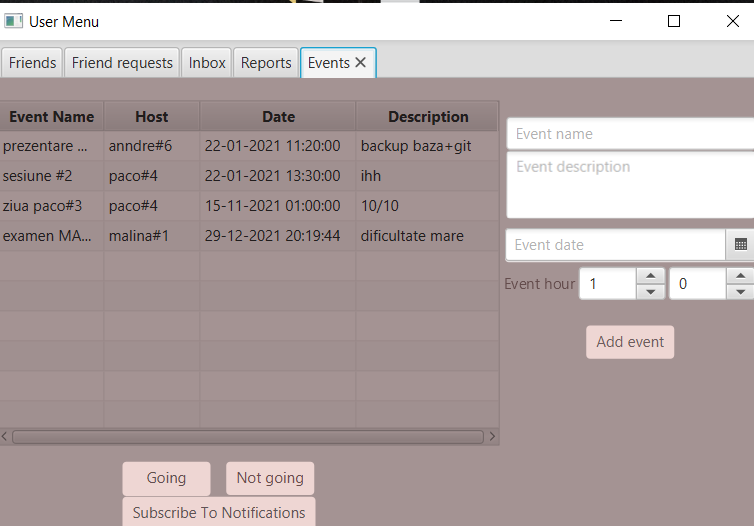 User Menu
Friends Friend requests Inbox Reports Events
Event Name Host Date Description
prezentare ... anndre#6 22-01-2021 11:20:00 backup baza+git
sesiune #2 paco#4 22-01-2021 13:30:00 ihh
ziua paco#3 paco#4 15-11-2021 01:00:00 10/10
examen MA... malina#1 29-12-2021 20:19:44 dificultate mare
Event name
Event description
Event date
Event hour 1 0
Add event
Going Not going
Subscribe To Notifications